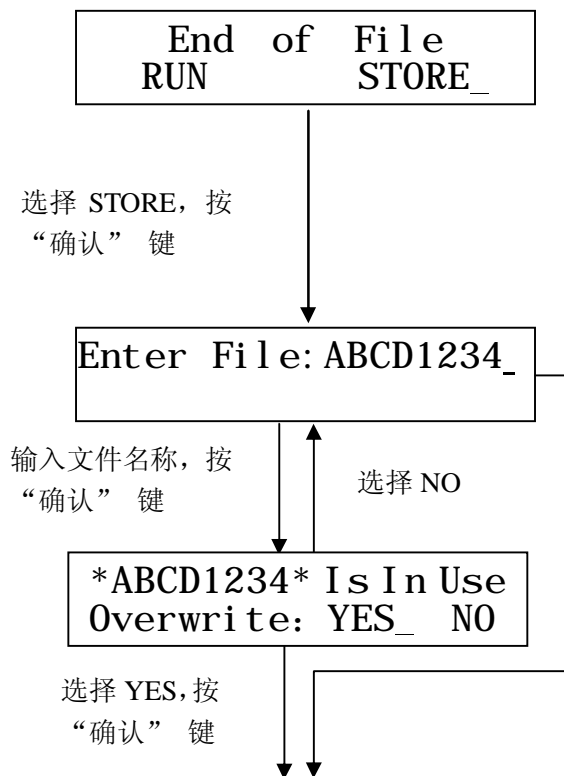 End of File
RUN STORE_
选择 STORE，按
“确认” 键
Enter File: ABCD1234_
输入文件名称，按
“确认” 键
选择 NO
*ABCD1234* Is In Use
Overwrite: YES_ NO
选择 YES，按
“确认” 键